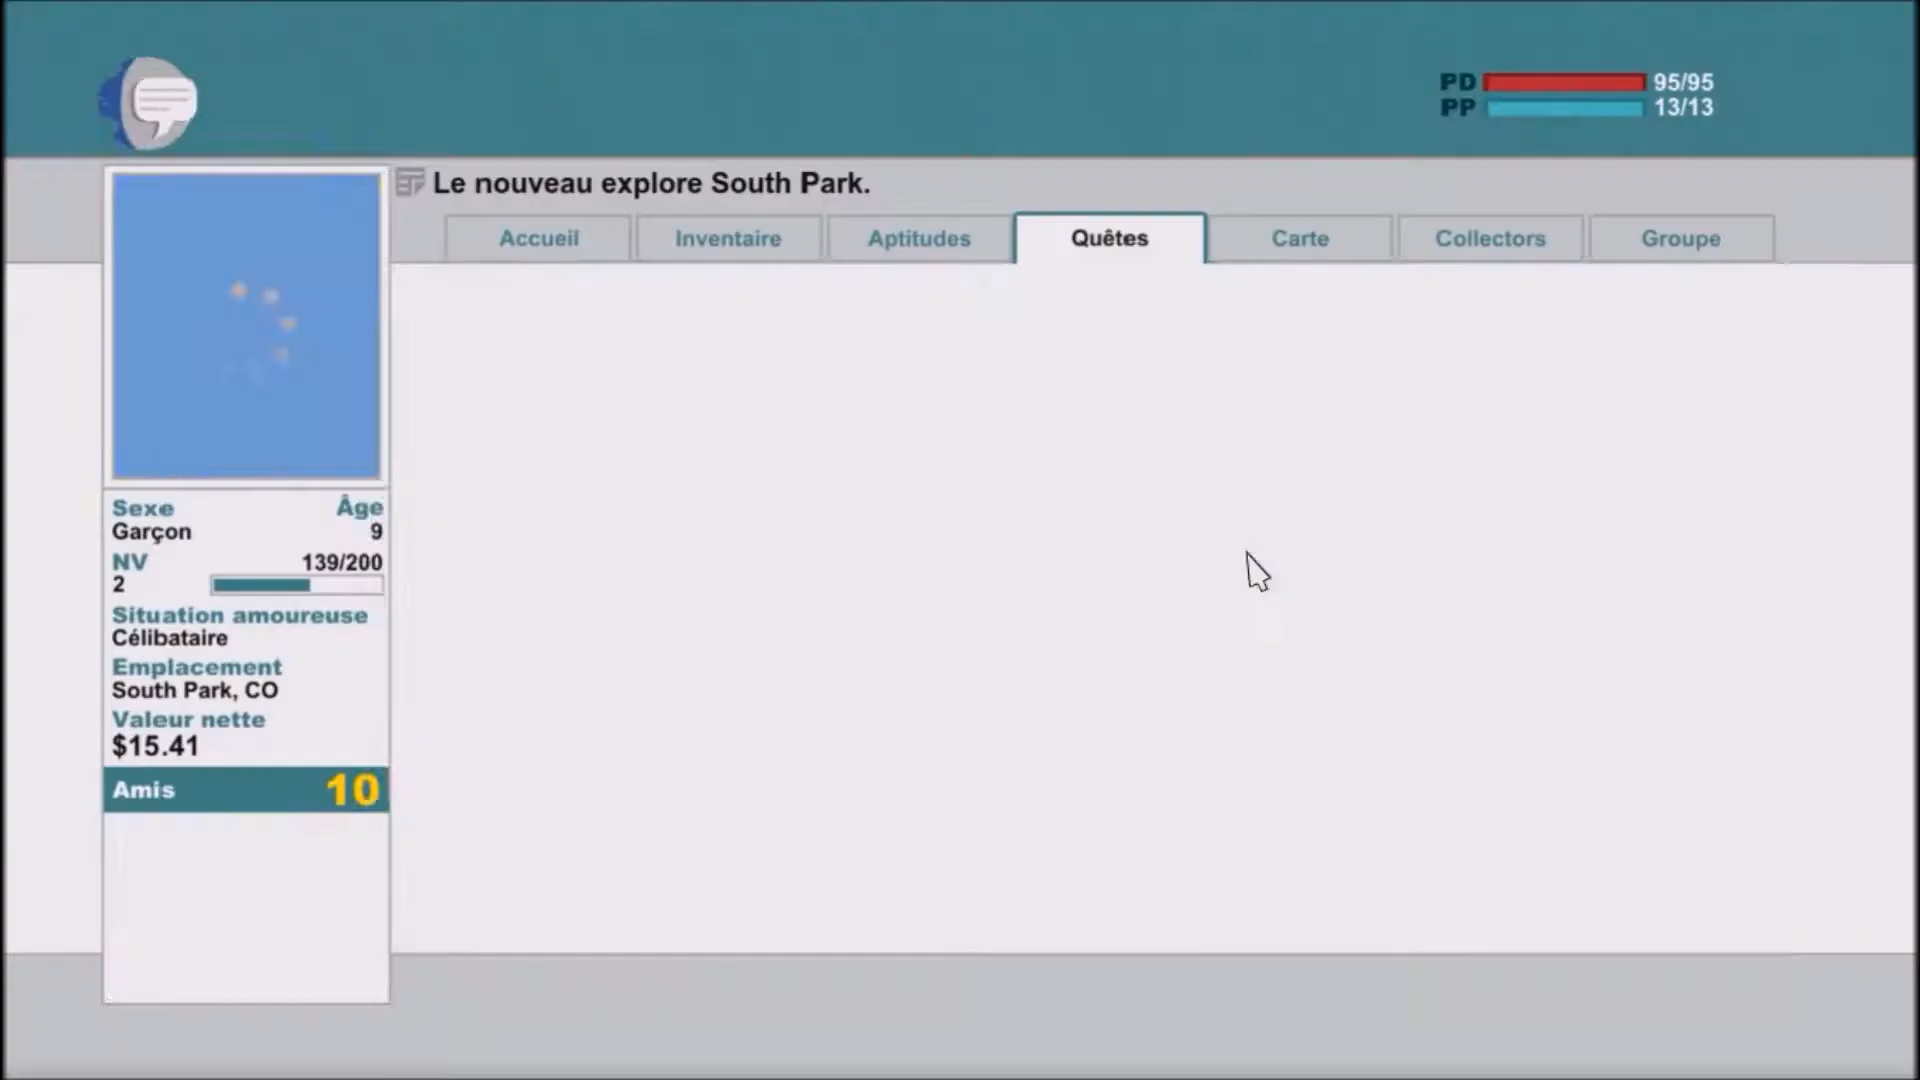 PD 95/95
PP 13/13
Le nouveau explore South Park.
Accueil Inventaire Aptitudes Quêtes Carte Collectors Groupe
Sexe Âge
Garçon 9
NV 139/200
2
Situation amoureuse
Célibataire
Emplacement
South Park, CO
Valeur nette
$15.41
Amis 10